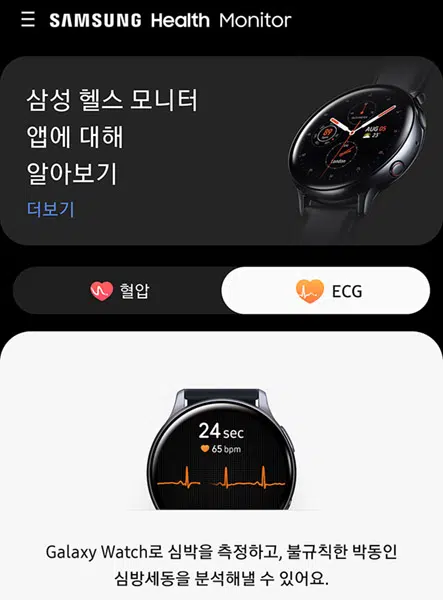 SAMSUNG Health Monitor
삼성 헬스 모니터
앱에 대해
알아보기
더보기
AUG 05
25°
London
혈압
ECG
24 sec
65 bpm
Galaxy Watch로 심박을 측정하고, 불규칙한 박동인
심방세동을 분석해낼 수 있어요.